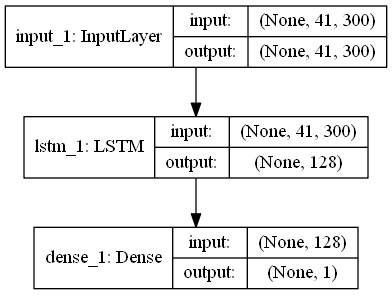 input_1: InputLayer
input: (None, 41, 300)
output: (None, 41, 300)
lstm_1: LSTM
input: (None, 41, 300)
output: (None, 128)
dense_1: Dense
input: (None, 128)
output: (None, 1)